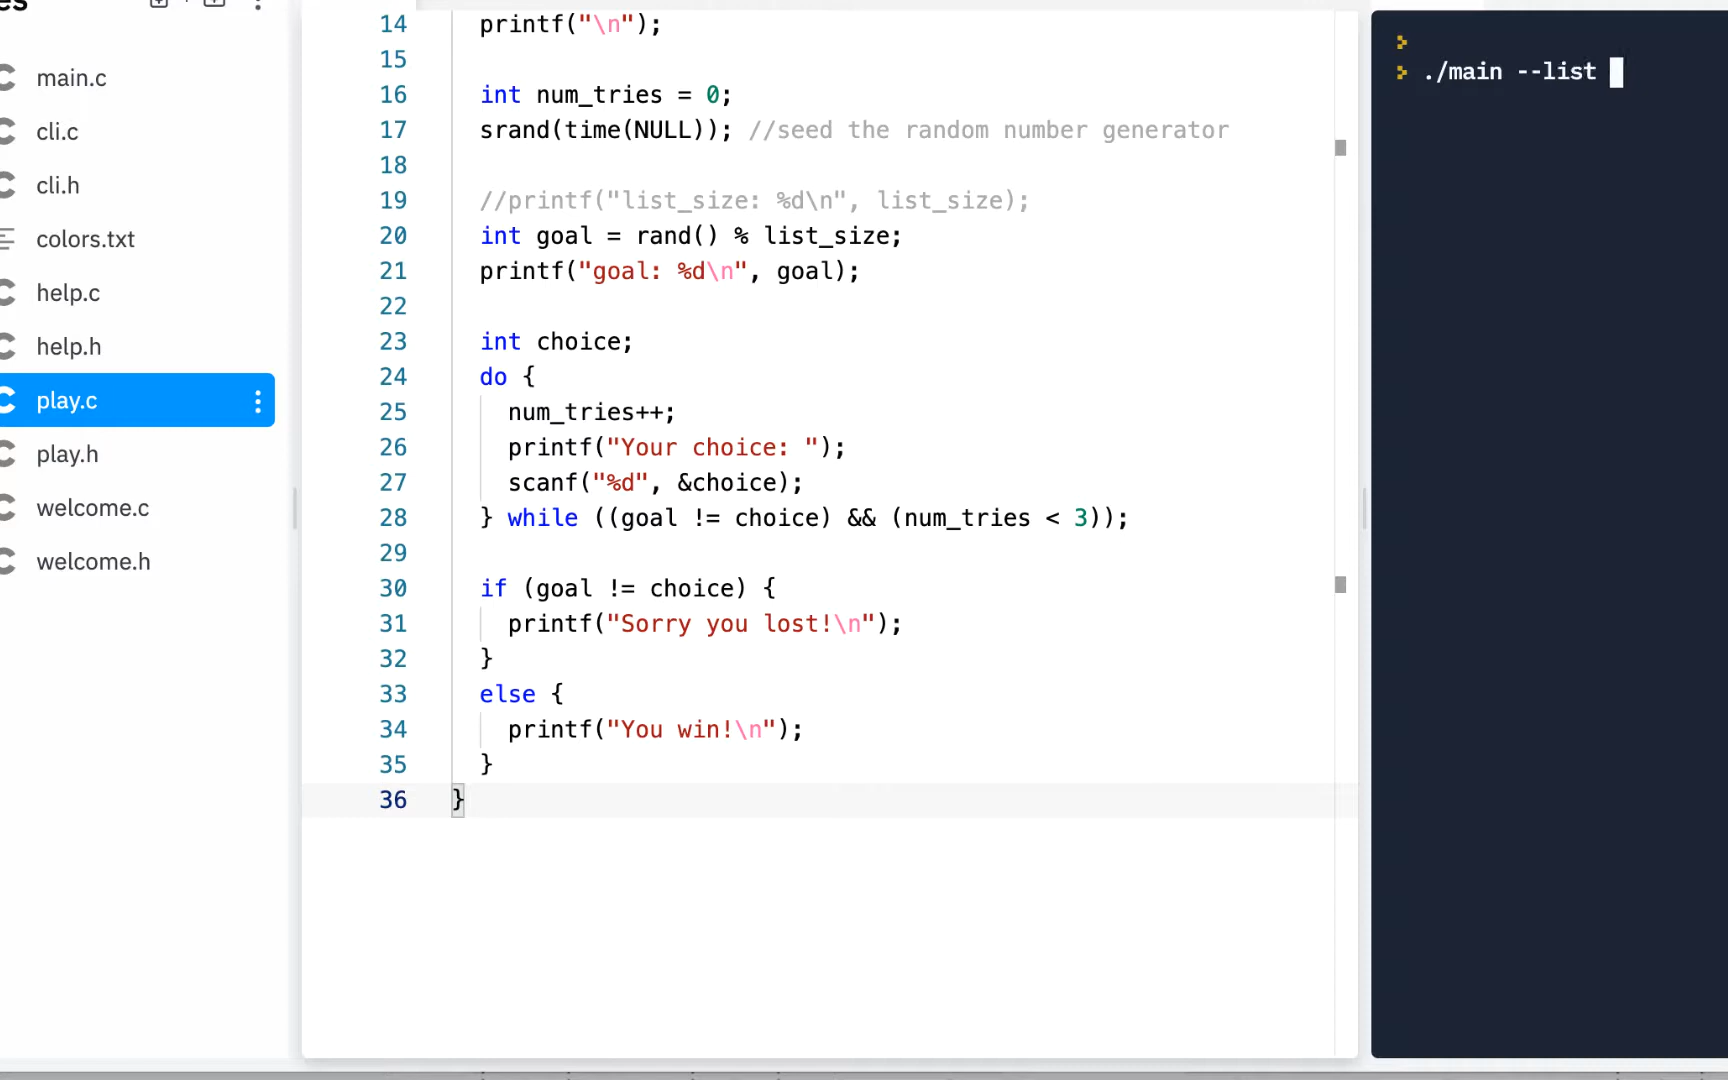 es
main.c
cli.c
cli.h
colors.txt
help.c
help.h
play.c
play.h
welcome.c
welcome.h
14 printf("\n");
15
16 int num_tries = 0;
17 srand(time(NULL)); //seed the random number generator
18
19 //printf("list_size: %d\n", list_size);
20 int goal = rand() % list_size;
21 printf("goal: %d\n", goal);
22
23 int choice;
24 do {
25 num_tries++;
26 printf("Your choice: ");
27 scanf("%d", &choice);
28 } while ((goal != choice) && (num_tries < 3));
29
30 if (goal != choice) {
31 printf("Sorry you lost!\n");
32 }
33 else {
34 printf("You win!\n");
35 }
36 }
>
> ./main --list